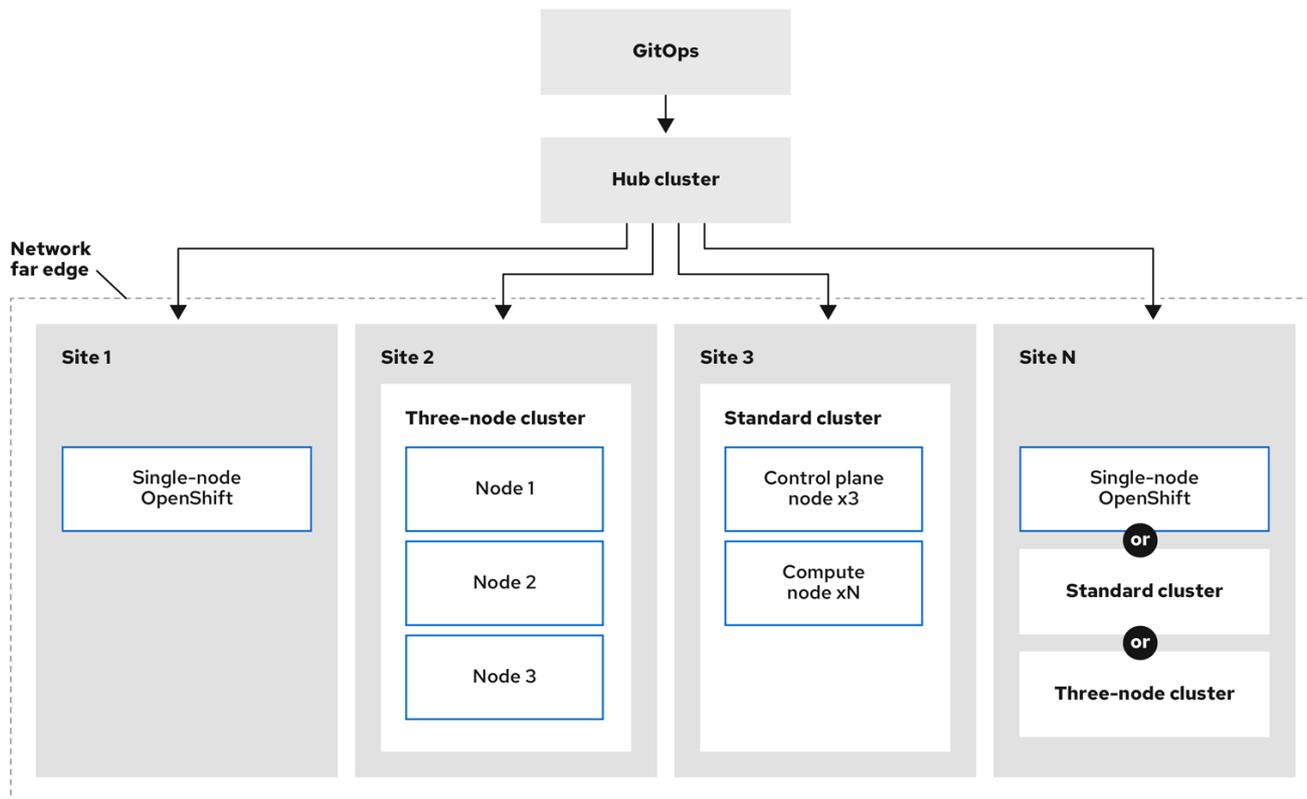 GitOps
Hub cluster
Network
far edge
Site 1
Single-node
OpenShift
Site 2
Three-node cluster
Node 1
Node 2
Node 3
Site 3
Standard cluster
Control plane
node x3
Compute
node xN
Site N
Single-node
OpenShift
or
Standard cluster
or
Three-node cluster